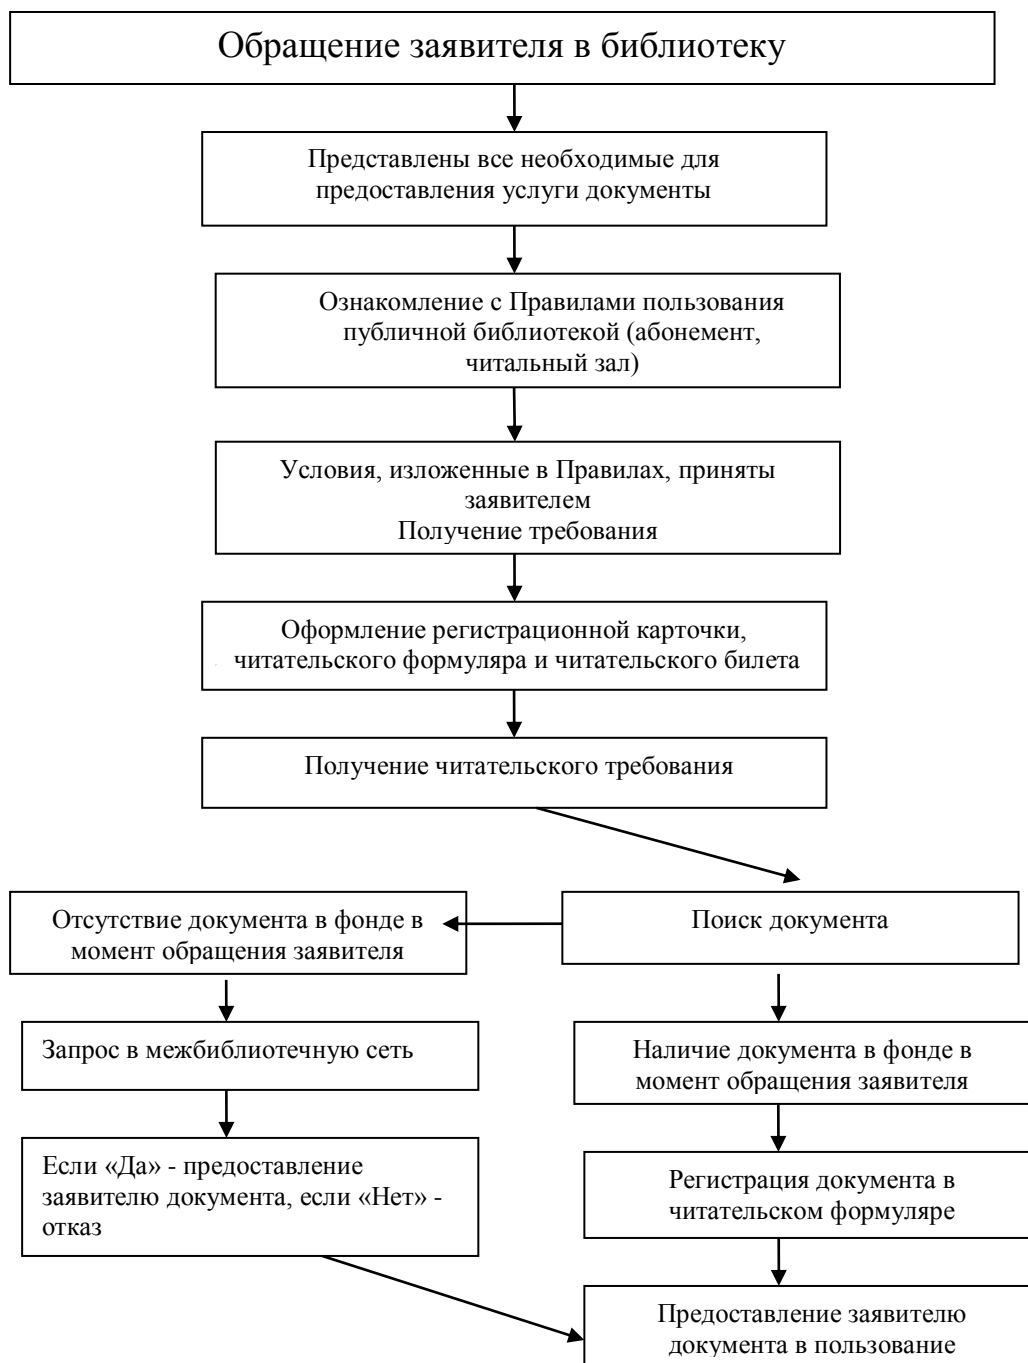 Обращение заявителя в библиотеку
Представлены все необходимые для
предоставления услуги документы
Ознакомление с Правилами пользования
публичной библиотекой (абонемент,
читальный зал)
Условия, изложенные в Правилах, приняты
заявителем
Получение требования
Оформление регистрационной карточки,
читательского формуляра и читательского билета
Получение читательского требования
Отсутствие документа в фонде в
момент обращения заявителя
Поиск документа
Запрос в межбиблиотечную сеть
Наличие документа в фонде в
момент обращения заявителя
Если «Да» - предоставление
заявителю документа, если «Нет» -
отказ
Регистрация документа в
читательском формуляре
Предоставление заявителю
документа в пользование